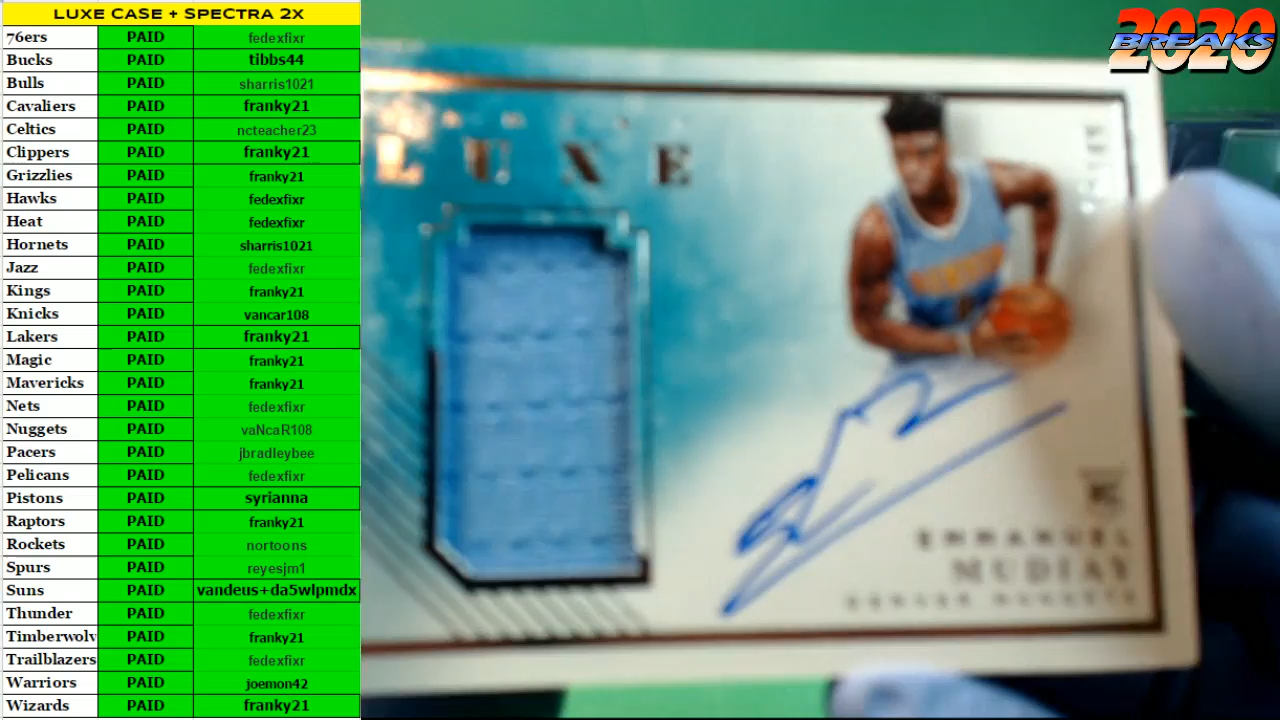 LUXE CASE + SPECTRA 2X
76ers PAID fedexfixr
Bucks PAID tibbs44
Bulls PAID sharris1021
Cavaliers PAID franky21
Celtics PAID ncteacher23
Clippers PAID franky21
Grizzlies PAID franky21
Hawks PAID fedexfixr
Heat PAID fedexfixr
Hornets PAID sharris1021
Jazz PAID fedexfixr
Kings PAID franky21
Knicks PAID vancar108
Lakers PAID franky21
Magic PAID franky21
Mavericks PAID franky21
Nets PAID fedexfixr
Nuggets PAID vaNcaR108
Pacers PAID jbradleybee
Pelicans PAID fedexfixr
Pistons PAID syrianna
Raptors PAID franky21
Rockets PAID nortoons
Spurs PAID reyesjm1
Suns PAID vandeus+da5wlpmdx
Thunder PAID fedexfixr
Timberwolv PAID franky21
Trailblazers PAID fedexfixr
Warriors PAID joemon42
Wizards PAID franky21
2020
BREAKS
LUXE
EMMANUEL
MUDIAY
DENVER NUGGETS